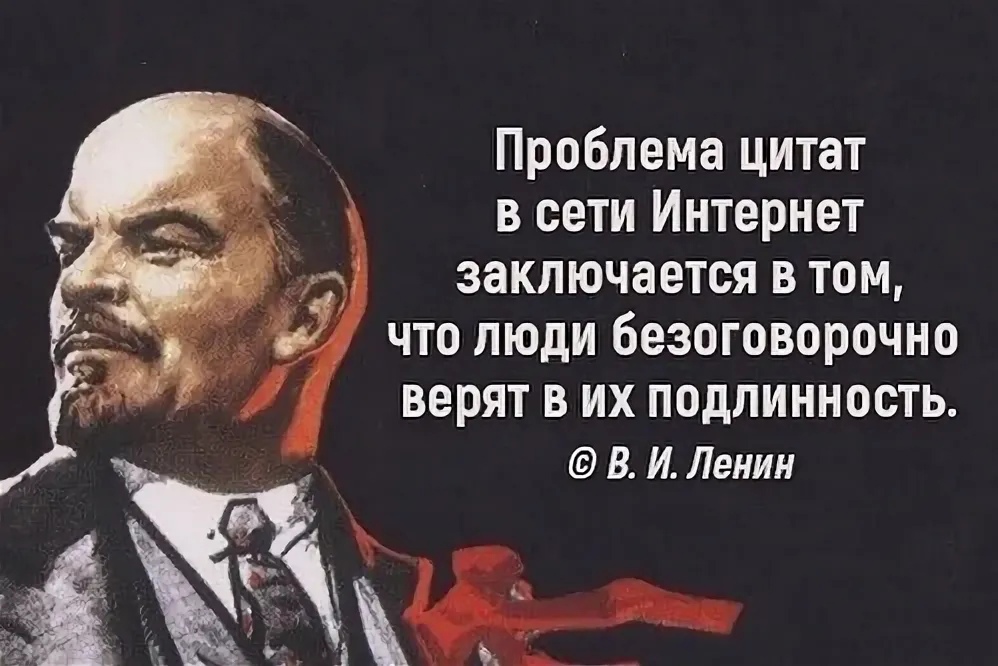 Проблема цитат
в сети Интернет
заключается в том,
что люди безоговорочно
верят в их подлинность.
© В. И. Ленин